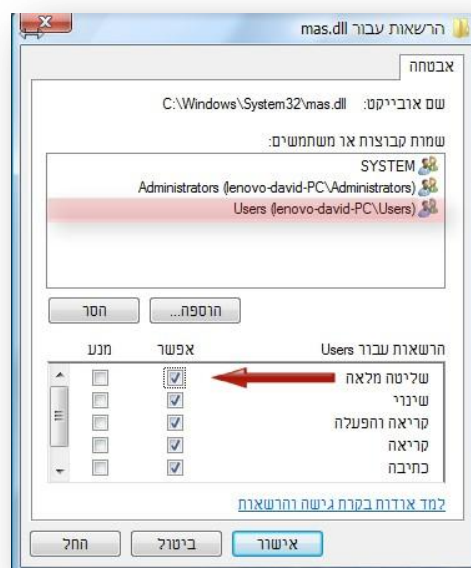 הרשאות עבור mas.dll
אבטחה
שם אובייקט: C:\Windows\System32\mas.dll
שמות קבוצות או משתמשים:
SYSTEM
Administrators (lenovo-david-PC\Administrators)
Users (lenovo-david-PC\Users)
הוספה... הסר
הרשאות עבור Users אפשר מנע
שליטה מלאה
שינוי
קריאה והפעלה
קריאה
כתיבה
למד אודות בקרת גישה והרשאות
אישור ביטול החל